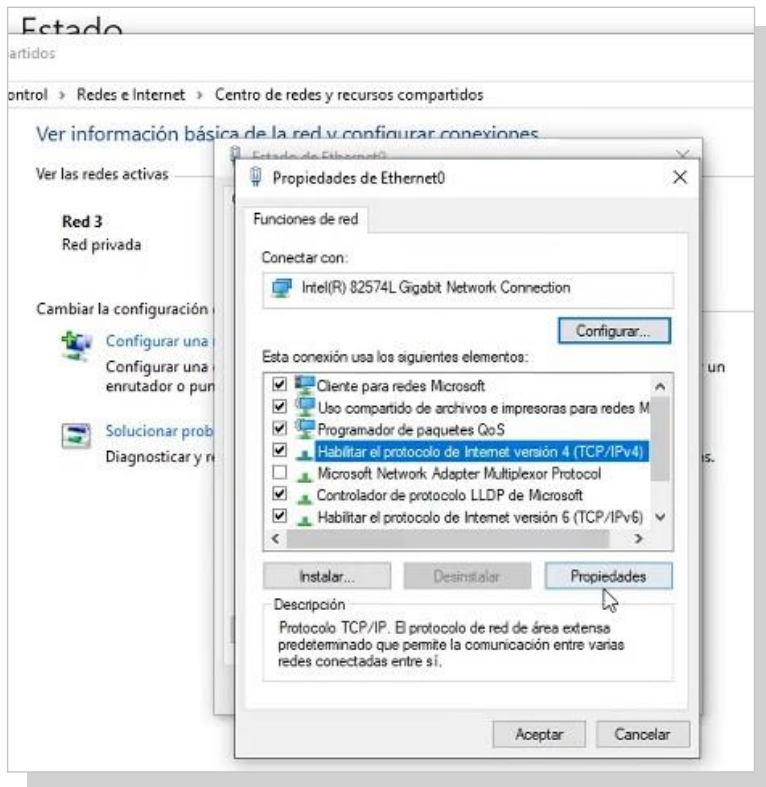 Estado
artidos
ontrol > Redes e Internet > Centro de redes y recursos compartidos
Ver información básica de la red y configurar conexiones
Ver las redes activas
Red 3
Red privada
Cambiar la configuración
Configurar una
Configurar una
enrutador o pun
un
Solucionar prob
Diagnosticar y re
s.
Estado de Ethernet0
Propiedades de Ethernet0
Funciones de red
Conectar con:
Intel(R) 82574L Gigabit Network Connection
Configurar...
Esta conexión usa los siguientes elementos:
Cliente para redes Microsoft
Uso compartido de archivos e impresoras para redes M
Programador de paquetes QoS
Habilitar el protocolo de Internet versión 4 (TCP/IPv4)
Microsoft Network Adapter Multiplexor Protocol
Controlador de protocolo LLDP de Microsoft
Habilitar el protocolo de Internet versión 6 (TCP/IPv6)
Instalar...
Desinstalar
Propiedades
Descripción
Protocolo TCP/IP. El protocolo de red de área extensa
predeterminado que permite la comunicación entre varias
redes conectadas entre sí.
Aceptar
Cancelar